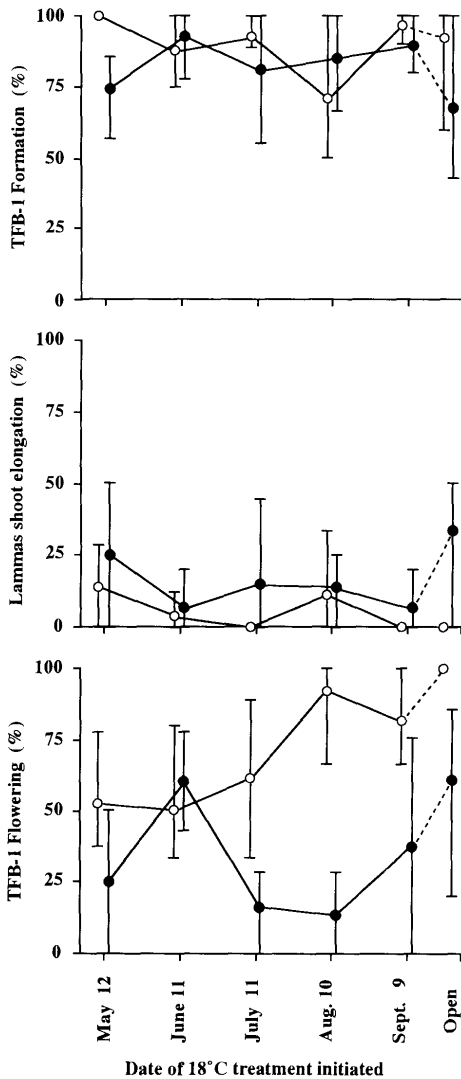 TFB-1 Formation (%)
100
75
50
25
0
Lammas shoot elongation (%)
100
75
50
25
0
TFB-1 Flowering (%)
100
75
50
25
0
May 12
June 11
July 11
Aug. 10
Sept. 9
Open
Date of 18°C treatment initiated